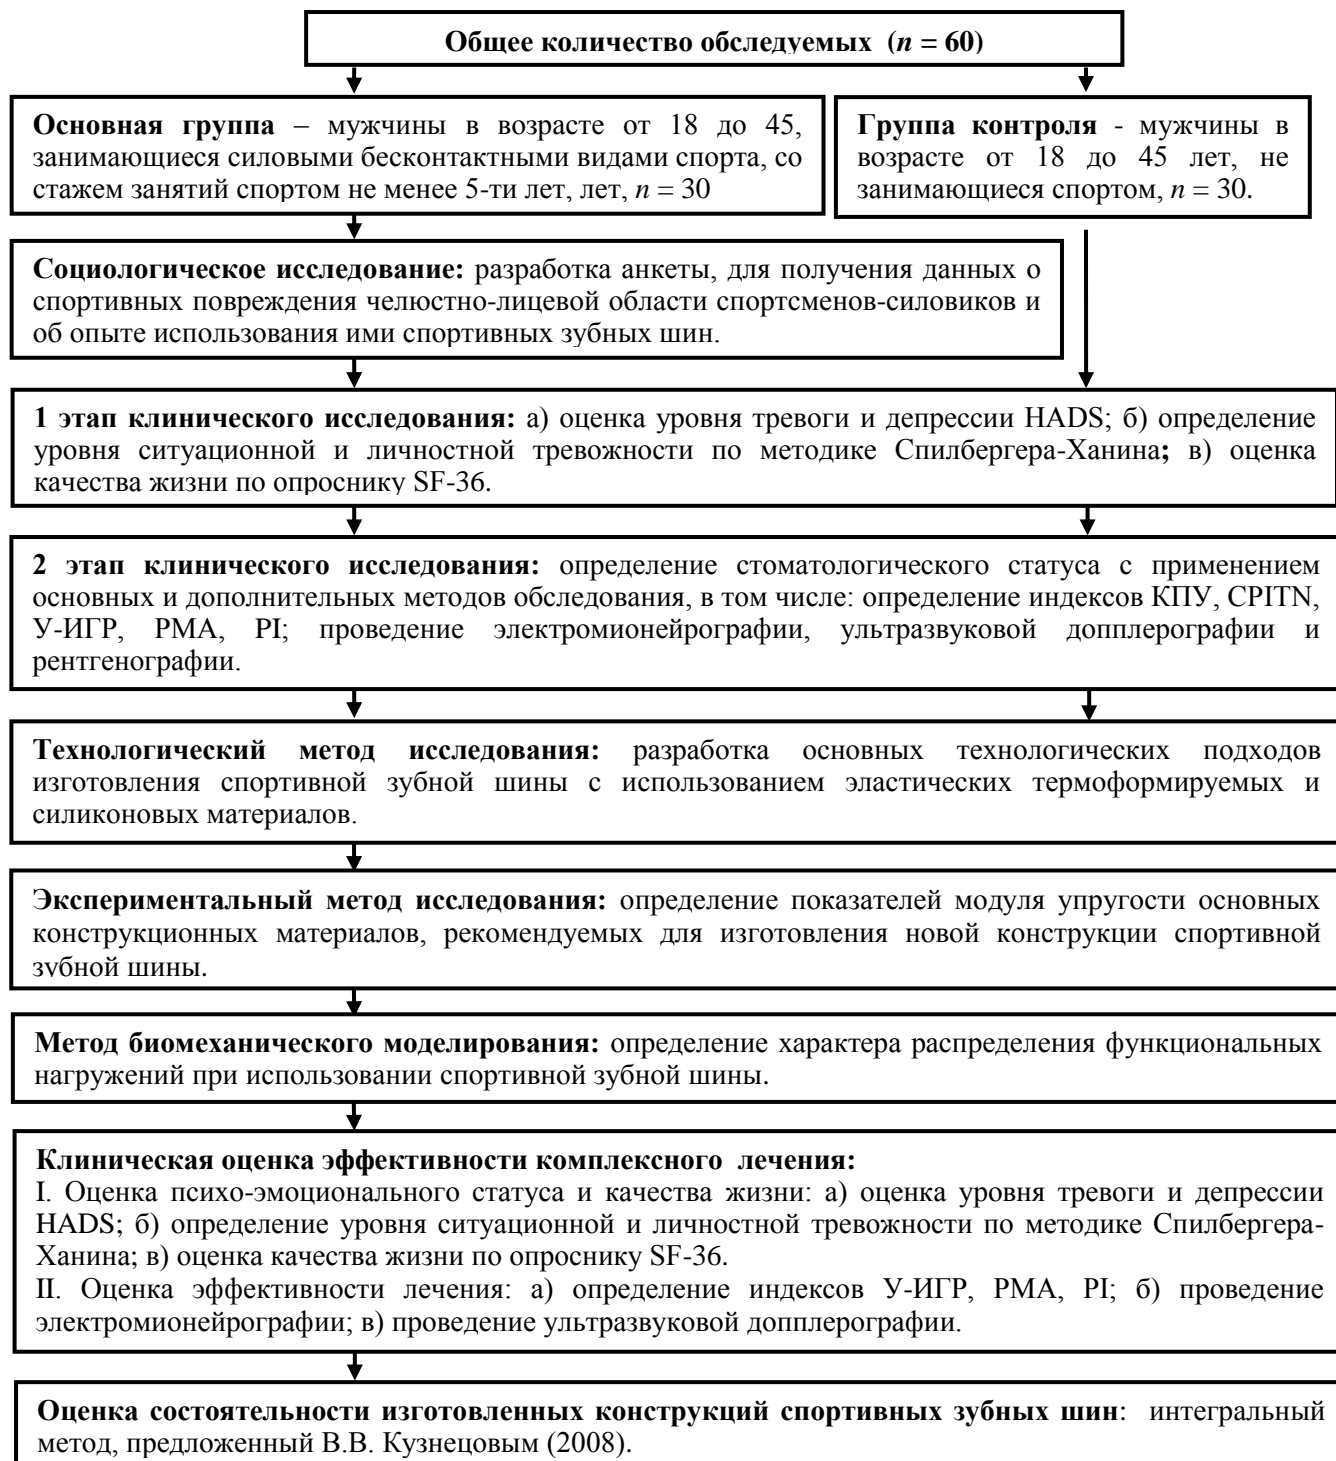 Общее количество обследуемых (n = 60)
Основная группа – мужчины в возрасте от 18 до 45,
занимающиеся силовыми бесконтактными видами спорта, со
стажем занятий спортом не менее 5-ти лет, лет, n = 30
Группа контроля - мужчины в
возрасте от 18 до 45 лет, не
занимающиеся спортом, n = 30.
Социологическое исследование: разработка анкеты, для получения данных о
спортивных повреждения челюстно-лицевой области спортсменов-силовиков и
об опыте использования ими спортивных зубных шин.
1 этап клинического исследования: а) оценка уровня тревоги и депрессии HADS; б) определение
уровня ситуационной и личностной тревожности по методике Спилбергера-Ханина; в) оценка
качества жизни по опроснику SF-36.
2 этап клинического исследования: определение стоматологического статуса с применением
основных и дополнительных методов обследования, в том числе: определение индексов КПУ, CPITN,
У-ИГР, РМА, PI; проведение электромионейрографии, ультразвуковой допплерографии и
рентгенографии.
Технологический метод исследования: разработка основных технологических подходов
изготовления спортивной зубной шины с использованием эластических термоформируемых и
силиконовых материалов.
Экспериментальный метод исследования: определение показателей модуля упругости основных
конструкционных материалов, рекомендуемых для изготовления новой конструкции спортивной
зубной шины.
Метод биомеханического моделирования: определение характера распределения функциональных
нагружений при использовании спортивной зубной шины.
Клиническая оценка эффективности комплексного лечения:
I. Оценка психо-эмоционального статуса и качества жизни: а) оценка уровня тревоги и депрессии
HADS; б) определение уровня ситуационной и личностной тревожности по методике Спилбергера-
Ханина; в) оценка качества жизни по опроснику SF-36.
II. Оценка эффективности лечения: а) определение индексов У-ИГР, РМА, PI; б) проведение
электромионейрографии; в) проведение ультразвуковой допплерографии.
Оценка состоятельности изготовленных конструкций спортивных зубных шин: интегральный
метод, предложенный В.В. Кузнецовым (2008).